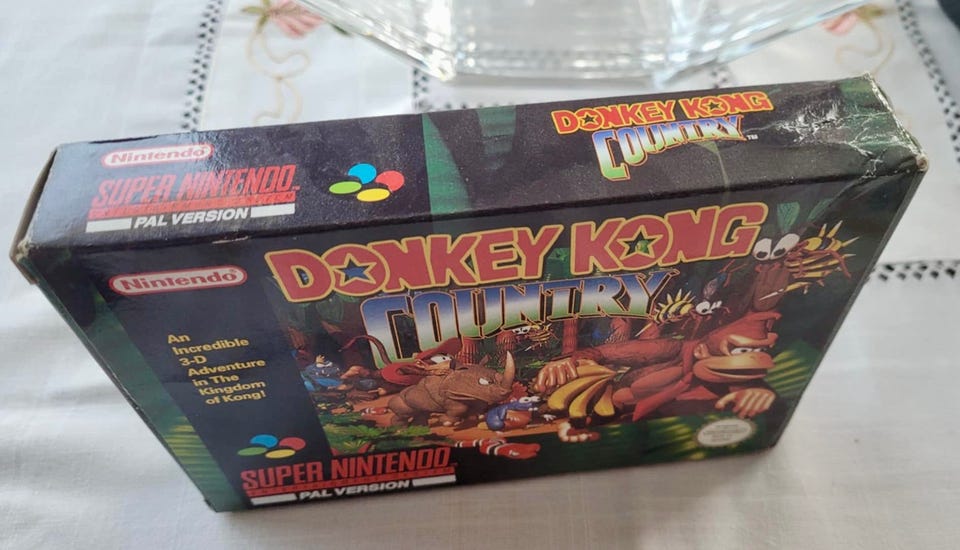 Nintendo
SUPER NINTENDO
PAL VERSION
DONKEY KONG
COUNTRY™
Nintendo
DONKEY KONG
COUNTRY
An
Incredible
3-D
Adventure
in The
Kingdom
of Kong!
SUPER NINTENDO
PAL VERSION